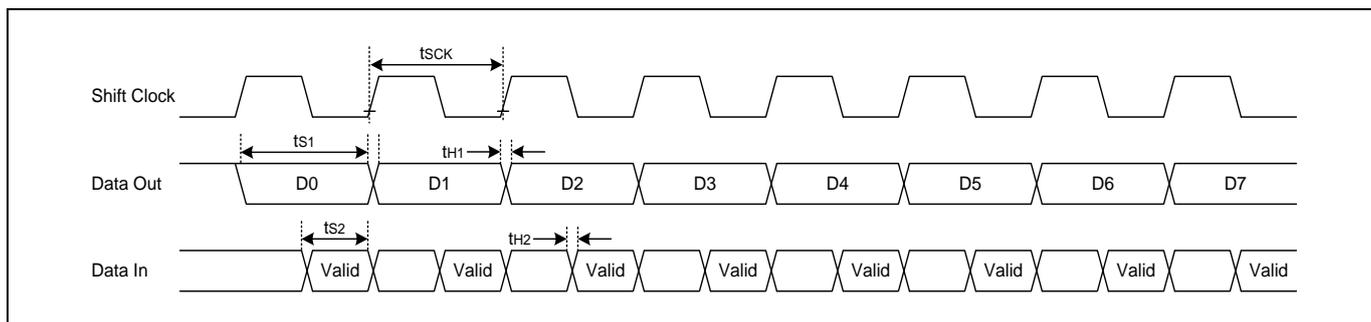 tSCK
Shift Clock
tS1
tH1
Data Out D0 D1 D2 D3 D4 D5 D6 D7
tS2
tH2
Data In Valid Valid Valid Valid Valid Valid Valid Valid